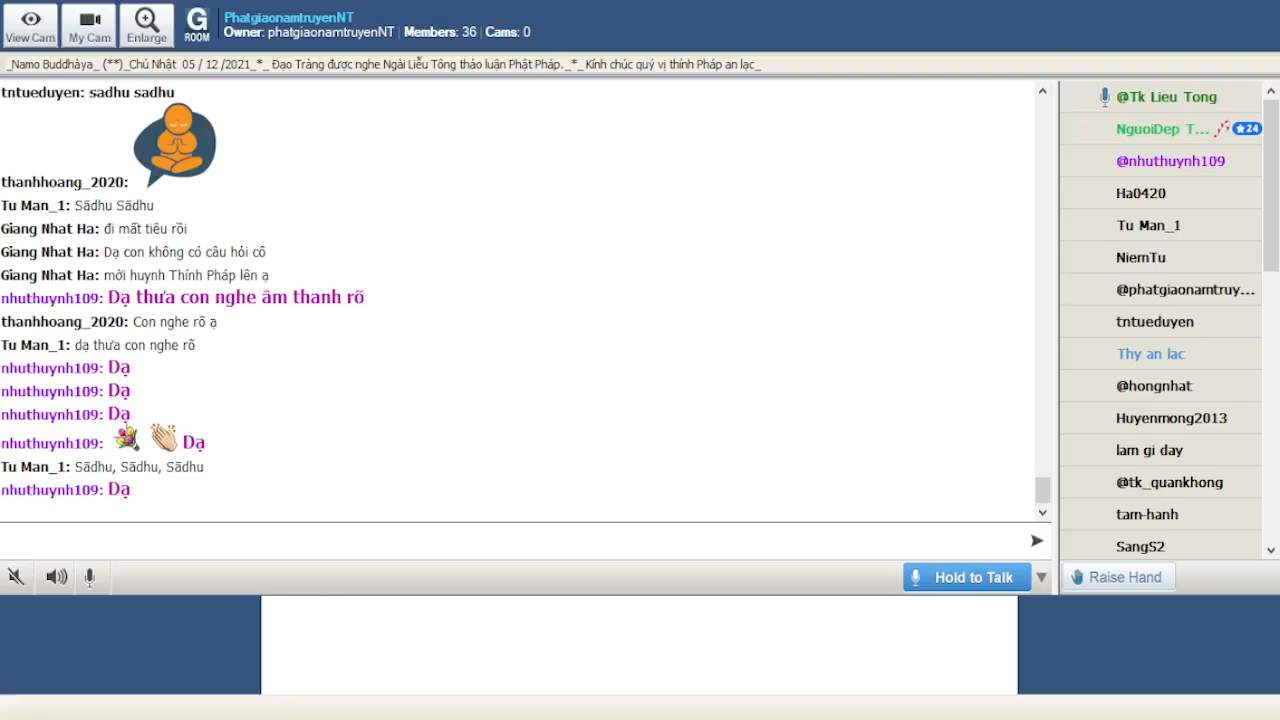 View Cam
My Cam
Enlarge
G
ROOM
PhatgiaonamtruyenNT
Owner: phatgiaonamtruyenNT | Members: 36 | Cams: 0
_Namo Buddhàya_ (**)_Chủ Nhật 05 / 12 /2021_*_ Đạo Tràng được nghe Ngài Liễu Tông thảo luận Phật Pháp._*_Kính chúc quý vị thính Pháp an lạc_
tntueduyen: sadhu sadhu
thanhhoang_2020:
Tu Man_1: Sādhu Sādhu
Giang Nhat Ha: đi mất tiêu rồi
Giang Nhat Ha: Dạ con không có câu hỏi cô
Giang Nhat Ha: mời huynh Thính Pháp lên ạ
nhuthuynh109: Dạ thưa con nghe âm thanh rõ
thanhhoang_2020: Con nghe rõ ạ
Tu Man_1: dạ thưa con nghe rõ
nhuthuynh109: Dạ
nhuthuynh109: Dạ
nhuthuynh109: Dạ
nhuthuynh109: Dạ
Tu Man_1: Sādhu, Sādhu, Sādhu
nhuthuynh109: Dạ
@Tk Lieu Tong
NguoiDep T... 24
@nhuthuynh109
Ha0420
Tu Man_1
NiemTu
@phatgiaonamtruy...
tntueduyen
Thy an lac
@hongnhat
Huyenmong2013
lam gi day
@tk_quankhong
tam-hanh
SangS2
Hold to Talk
Raise Hand